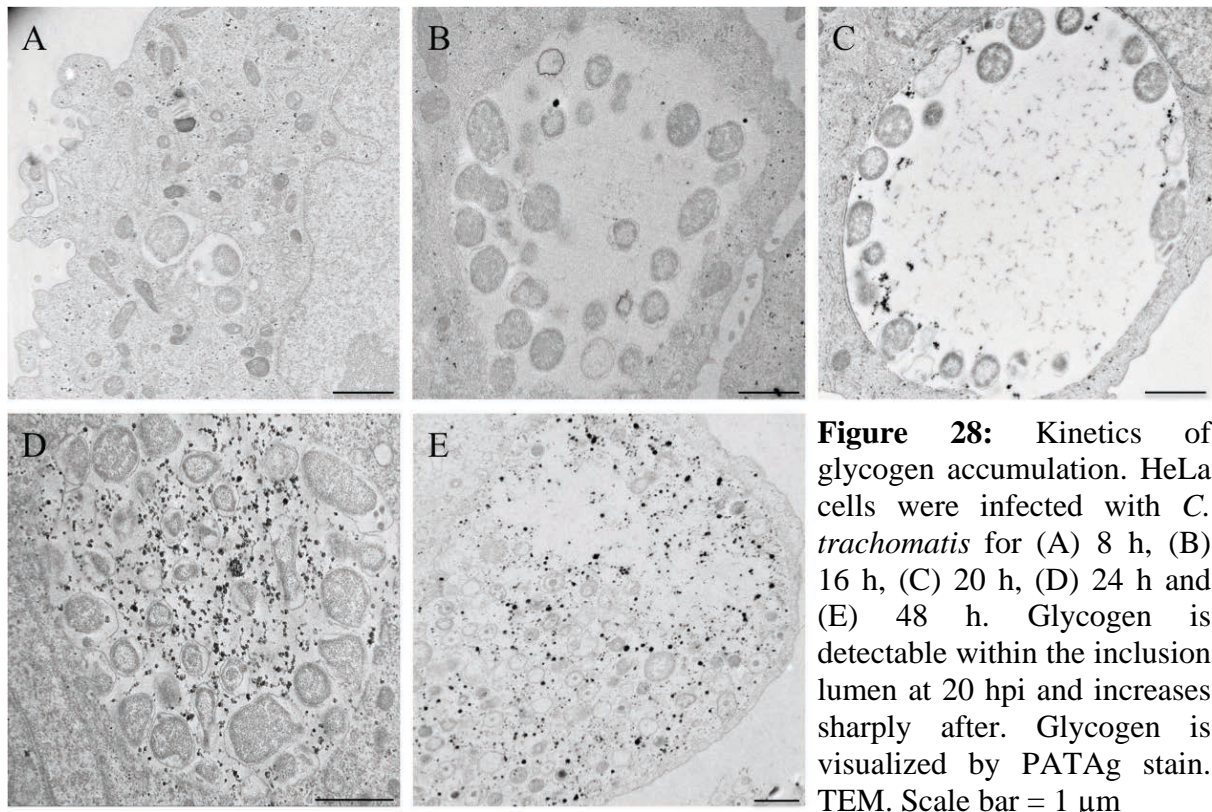 A
B
C
D
E
Figure 28: Kinetics of
glycogen accumulation. HeLa
cells were infected with C.
trachomatis for (A) 8 h, (B)
16 h, (C) 20 h, (D) 24 h and
(E) 48 h. Glycogen is
detectable within the inclusion
lumen at 20 hpi and increases
sharply after. Glycogen is
visualized by PATAg stain.
TEM. Scale bar = 1 µm